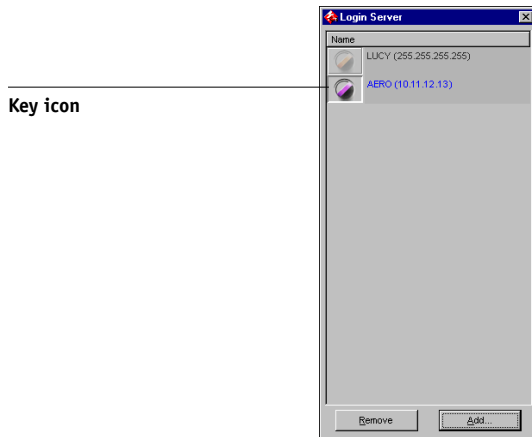 Login Server
Name
LUCY (255.255.255.255)
AERO (10.11.12.13)
Key icon
Remove
Add...